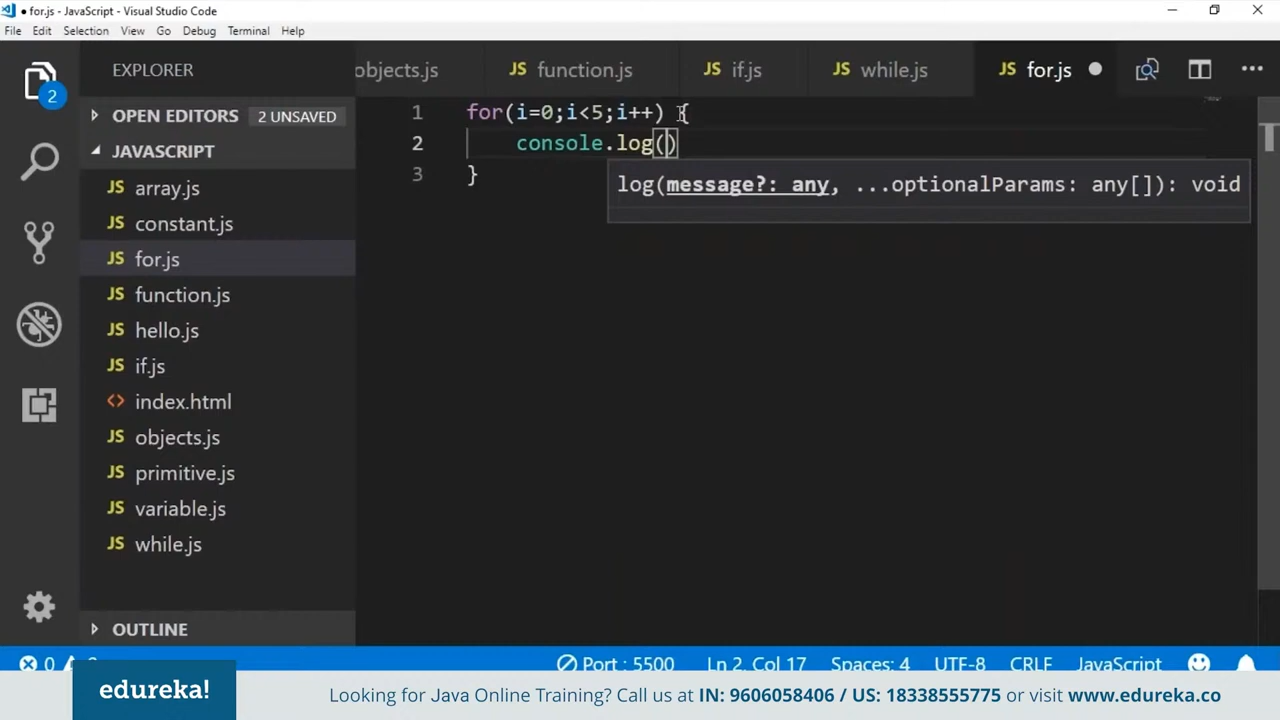 for.js - JavaScript - Visual Studio Code
File Edit Selection View Go Debug Terminal Help
2
EXPLORER
OPEN EDITORS 2 UNSAVED
JAVASCRIPT
JS array.js
JS constant.js
JS for.js
JS function.js
JS hello.js
JS if.js
<> index.html
JS objects.js
JS primitive.js
JS variable.js
JS while.js
OUTLINE
objects.js JS function.js JS if.js JS while.js JS for.js
1 for(i=0;i<5;i++) {
2 console.log()
3 }
log(message?: any, ...optionalParams: any[]): void
0 Port : 5500 Ln 2, Col 17 Spaces: 4 UTF-8 CRLF JavaScript
edureka!
Looking for Java Online Training? Call us at IN: 9606058406 / US: 18338555775 or visit www.edureka.co